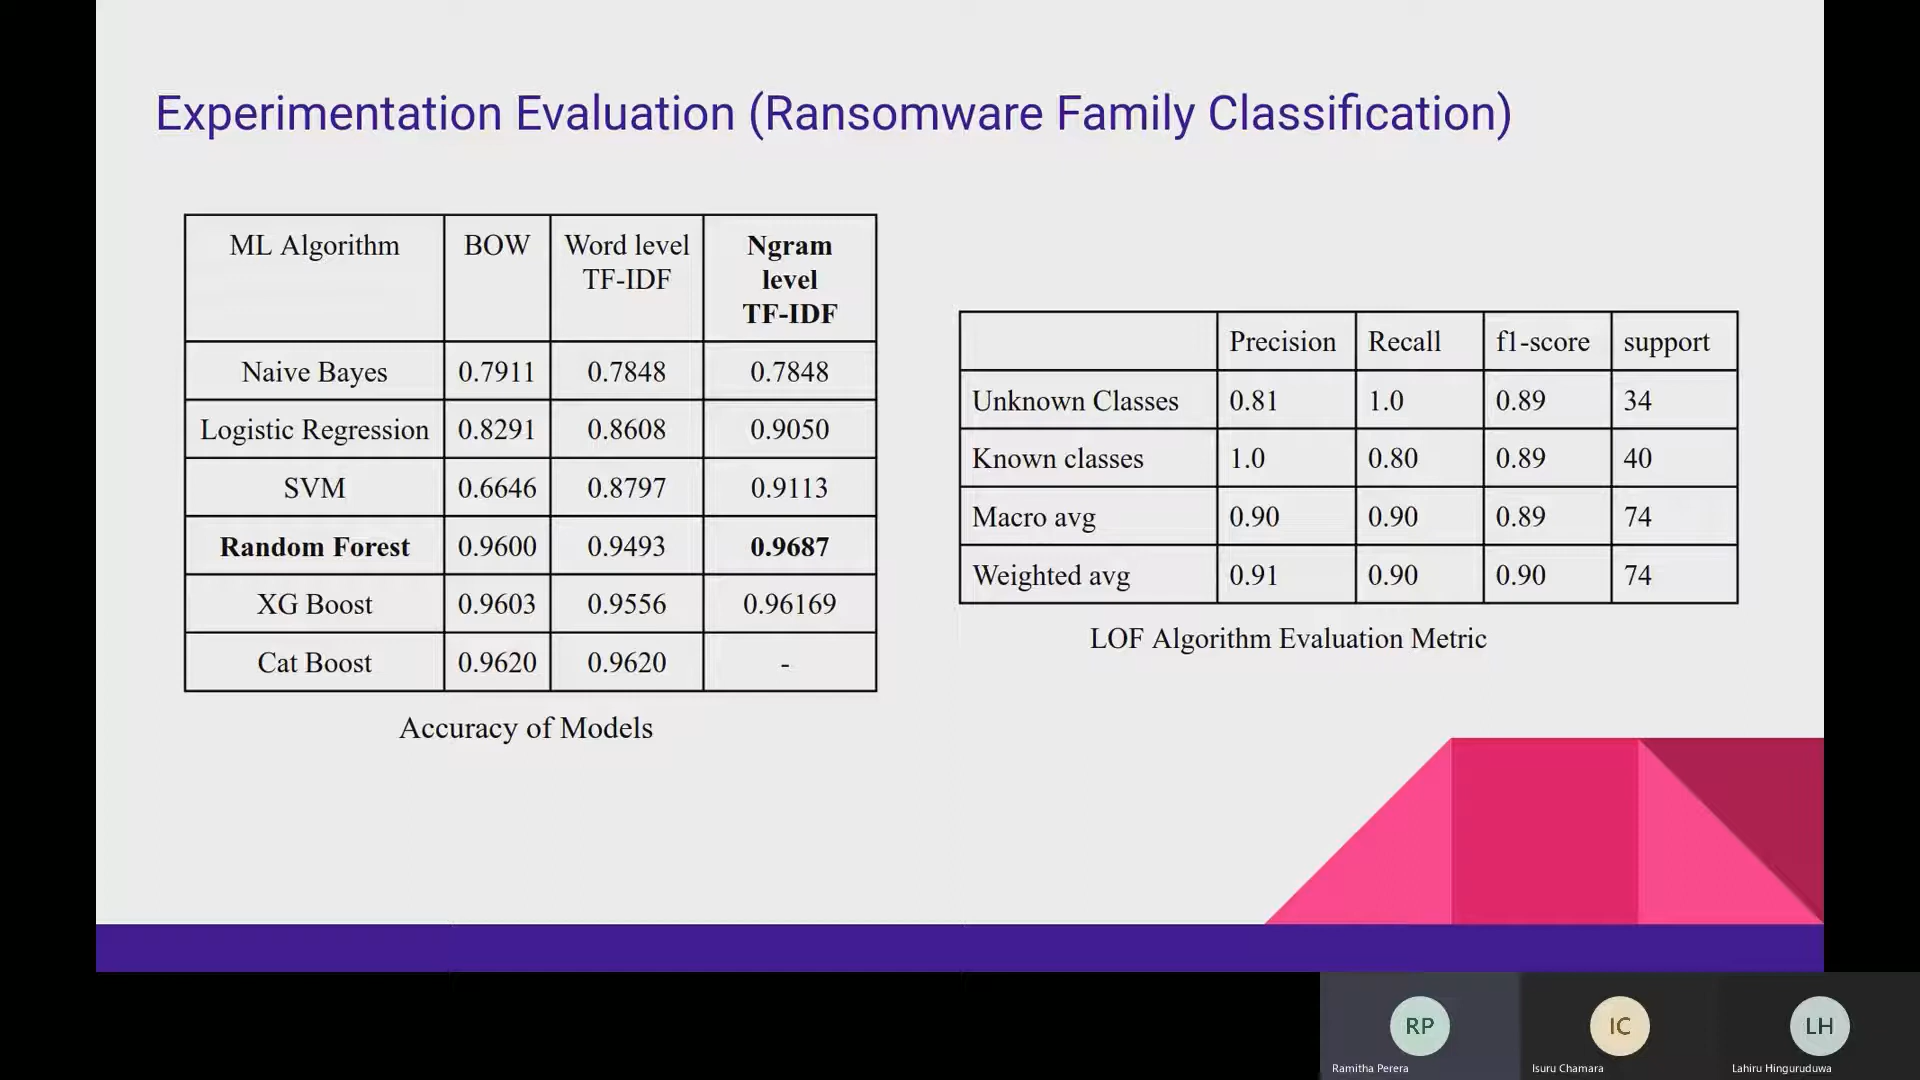 Experimentation Evaluation (Ransomware Family Classification)
ML Algorithm BOW Word level TF-IDF Ngram level TF-IDF
Naive Bayes 0.7911 0.7848 0.7848
Logistic Regression 0.8291 0.8608 0.9050
SVM 0.6646 0.8797 0.9113
Random Forest 0.9600 0.9493 0.9687
XG Boost 0.9603 0.9556 0.96169
Cat Boost 0.9620 0.9620 -
Accuracy of Models
Precision Recall f1-score support
Unknown Classes 0.81 1.0 0.89 34
Known classes 1.0 0.80 0.89 40
Macro avg 0.90 0.90 0.89 74
Weighted avg 0.91 0.90 0.90 74
LOF Algorithm Evaluation Metric
RP IC LH
Ramitha Perera Isuru Chamara Lahiru Hinguruduwa